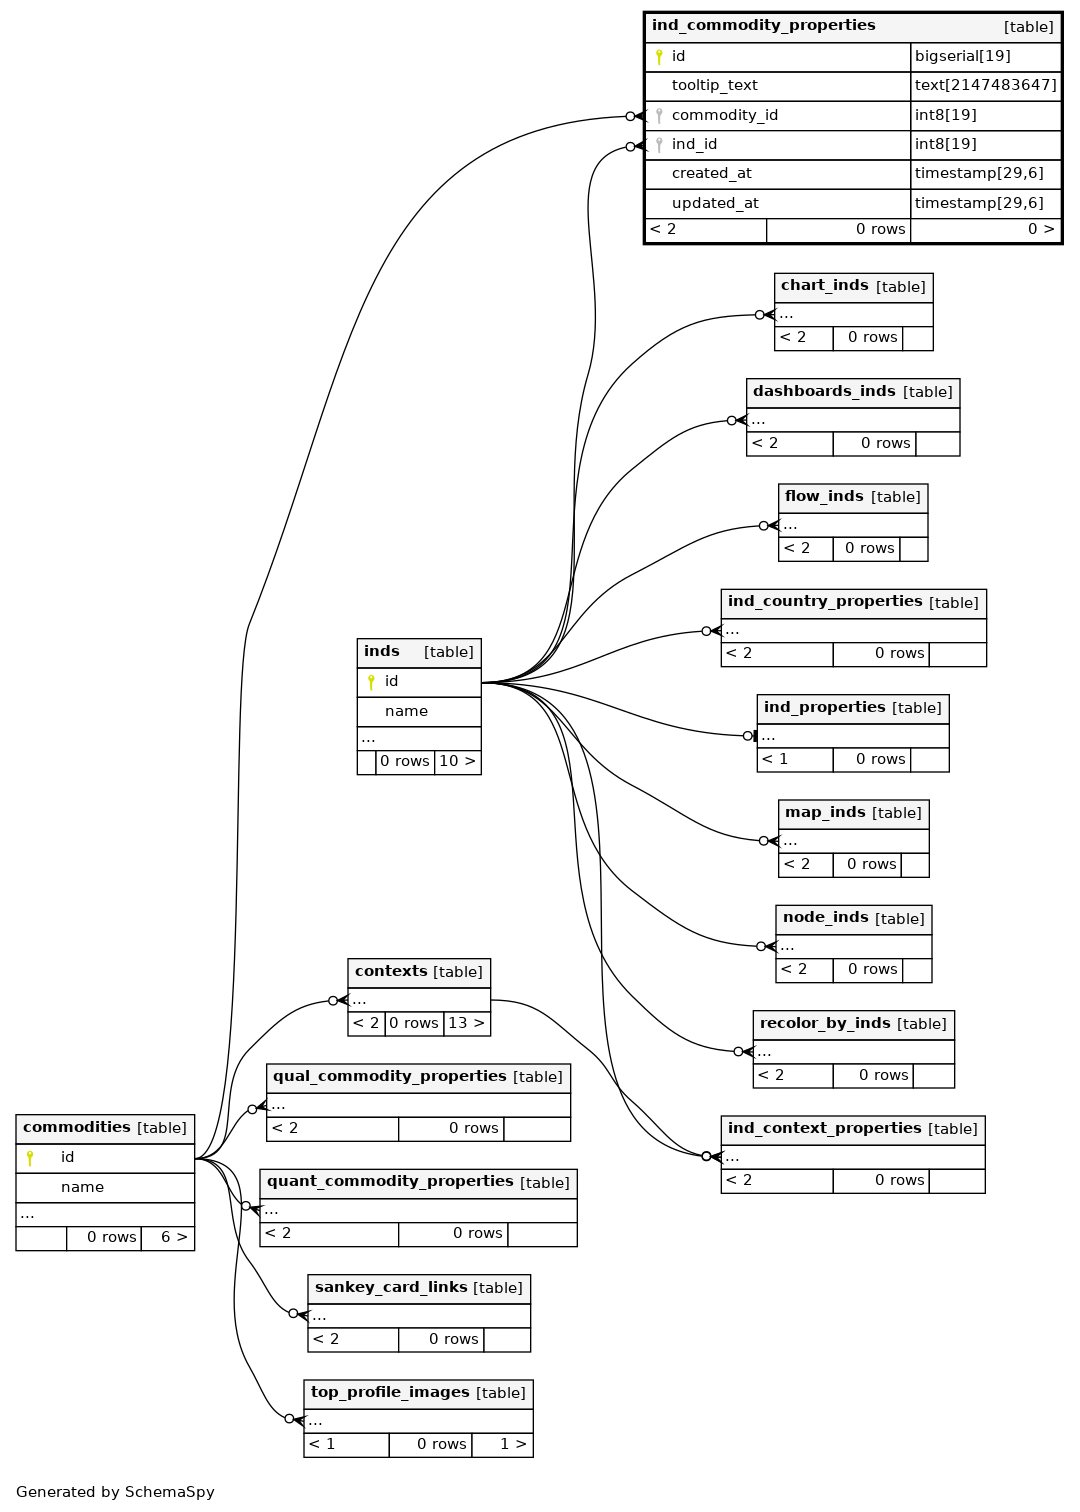 ind_commodity_properties [table]
id bigserial[19]
tooltip_text text[2147483647]
commodity_id int8[19]
ind_id int8[19]
created_at timestamp[29,6]
updated_at timestamp[29,6]
< 2 0 rows 0 >
chart_inds [table]
...
< 2 0 rows
dashboards_inds [table]
...
< 2 0 rows
flow_inds [table]
...
< 2 0 rows
ind_country_properties [table]
...
< 2 0 rows
inds [table]
id
name
...
0 rows 10 >
ind_properties [table]
...
< 1 0 rows
map_inds [table]
...
< 2 0 rows
node_inds [table]
...
< 2 0 rows
contexts [table]
...
< 2 0 rows 13 >
recolor_by_inds [table]
...
< 2 0 rows
qual_commodity_properties [table]
...
< 2 0 rows
commodities [table]
id
name
...
0 rows 6 >
ind_context_properties [table]
...
< 2 0 rows
quant_commodity_properties [table]
...
< 2 0 rows
sankey_card_links [table]
...
< 2 0 rows
top_profile_images [table]
...
< 1 0 rows 1 >
Generated by SchemaSpy